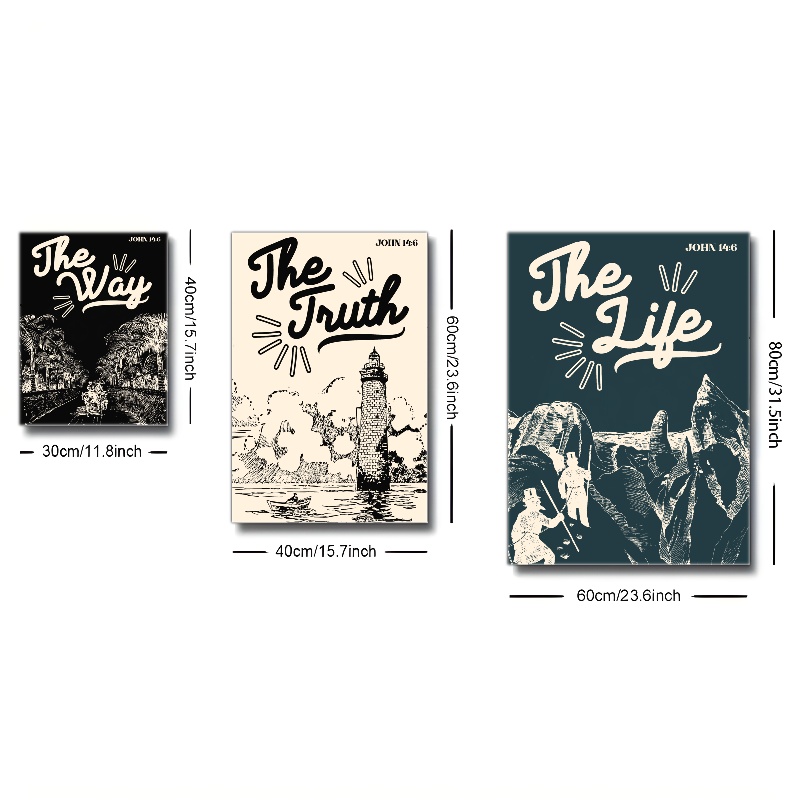 JOHN 14:6
The
Way
40cm/15.7inch
30cm/11.8inch
JOHN 14:6
The
Truth
60cm/23.6inch
40cm/15.7inch
JOHN 14:6
The
Life
80cm/31.5inch
60cm/23.6inch